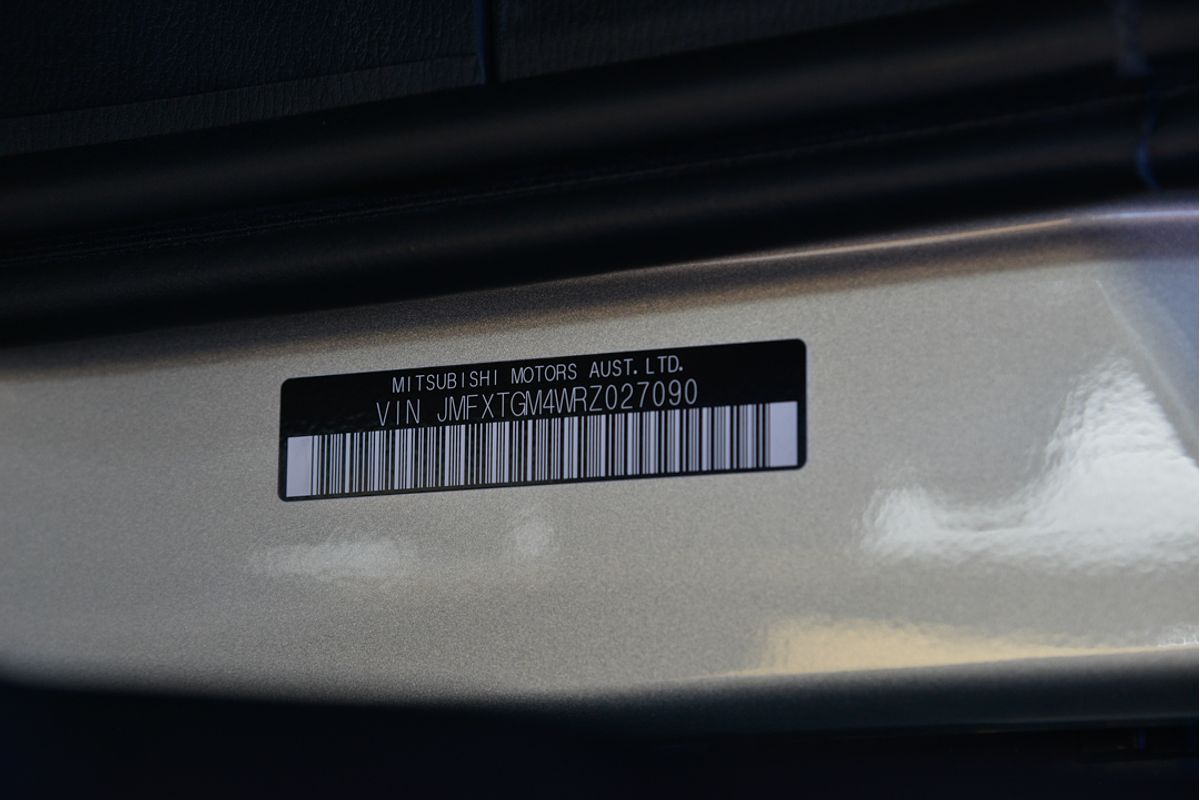 MITSUBISHI MOTORS AUST. LTD.
VIN JMFXTGM4WRZ027090